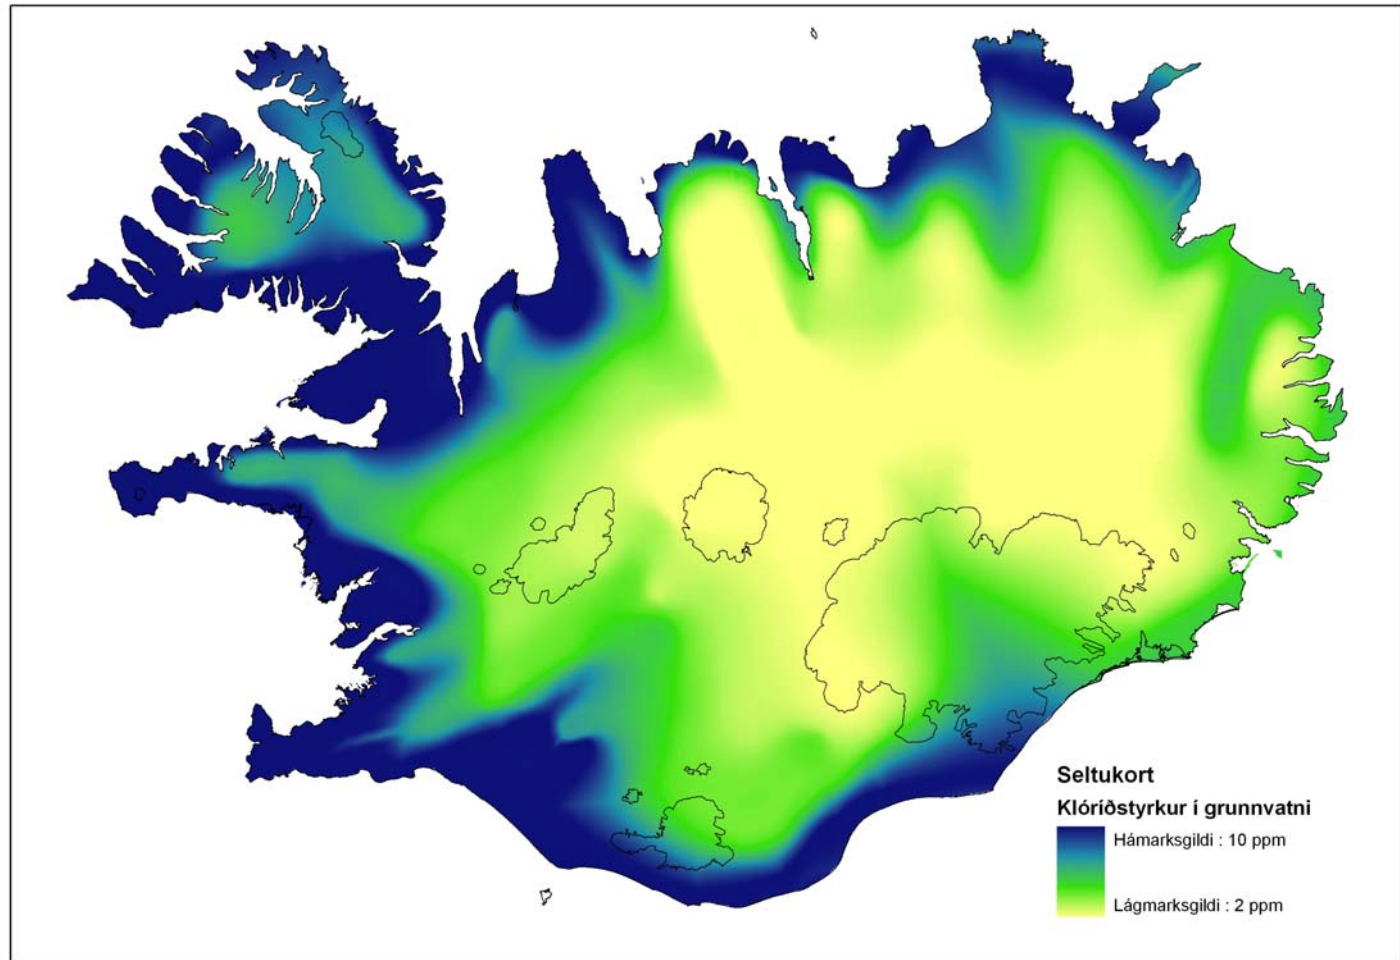 Seltukort
Klóríðstyrkur í grunnvatni
Hámarksgildi : 10 ppm
Lágmarksgildi : 2 ppm